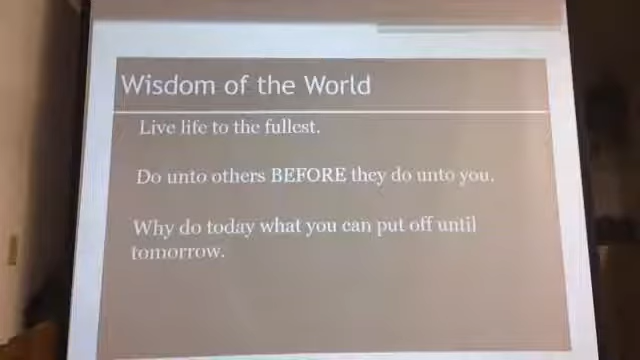 Wisdom of the World
Live life to the fullest.
Do unto others BEFORE they do unto you.
Why do today what you can put off until
tomorrow.